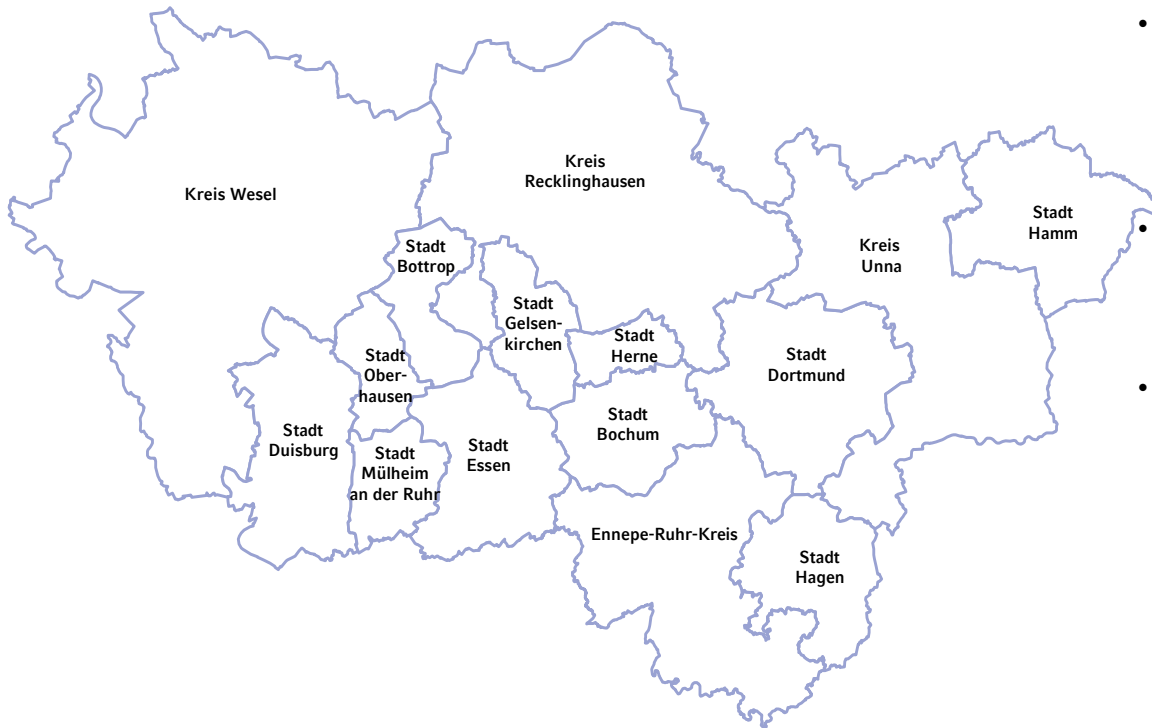 Kreis
Recklinghausen
Kreis Wesel
Stadt
Hamm
Kreis
Unna
Stadt
Bottrop
Stadt
Gelsen-
kirchen
Stadt
Herne
Stadt
Ober-
hausen
Stadt
Dortmund
Stadt
Bochum
Stadt
Duisburg
Stadt
Mülheim
an der Ruhr
Stadt
Essen
Ennepe-Ruhr-Kreis
Stadt
Hagen